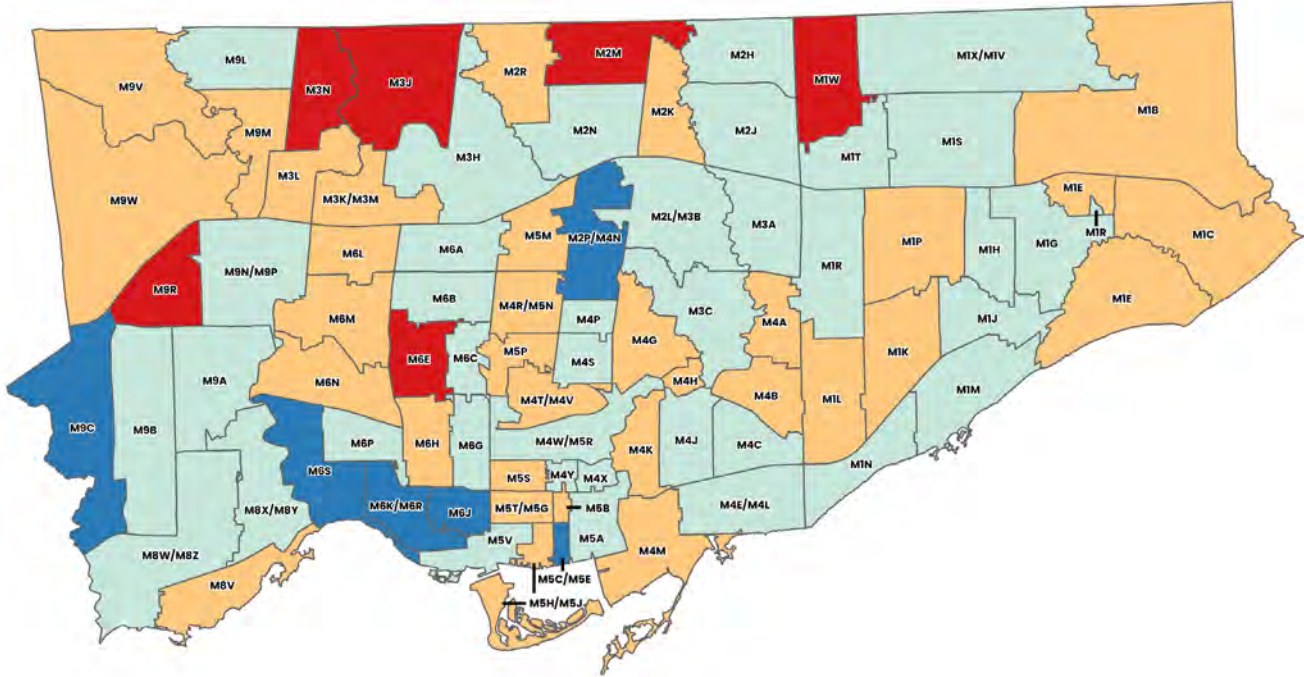 M9L
M3N
M3J
M2R
M2M
M2H
M1W
M1X/M1V
M9V
M9M
M2K
M1B
M2N
M2J
M3H
M1T
M1S
M3L
M9W
M3K/M3M
M1E
M2L/M3B
M3A
M5M
M2P/M4N
M1R
M1C
M6A
M1P
M1H
M1G
M6L
M9N/M9P
M1R
M9R
M1E
M6B
M4R/M5N
M3C
M6M
M4P
M4A
M1J
M4G
M6E
M6C
M5P
M4S
M1K
M9A
M6N
M4H
M1M
M4T/M4V
M4B
M1L
M9C
M9B
M6P
M6H
M6G
M4W/M5R
M4K
M4J
M4C
M1N
M6S
M5S
M4Y
M4X
M6K/M6R
M6J
M5T/M5G
M5B
M4E/M4L
M8X/M8Y
M5V
M5A
M8W/M8Z
M4M
M8V
M5C/M5E
M5H/M5J